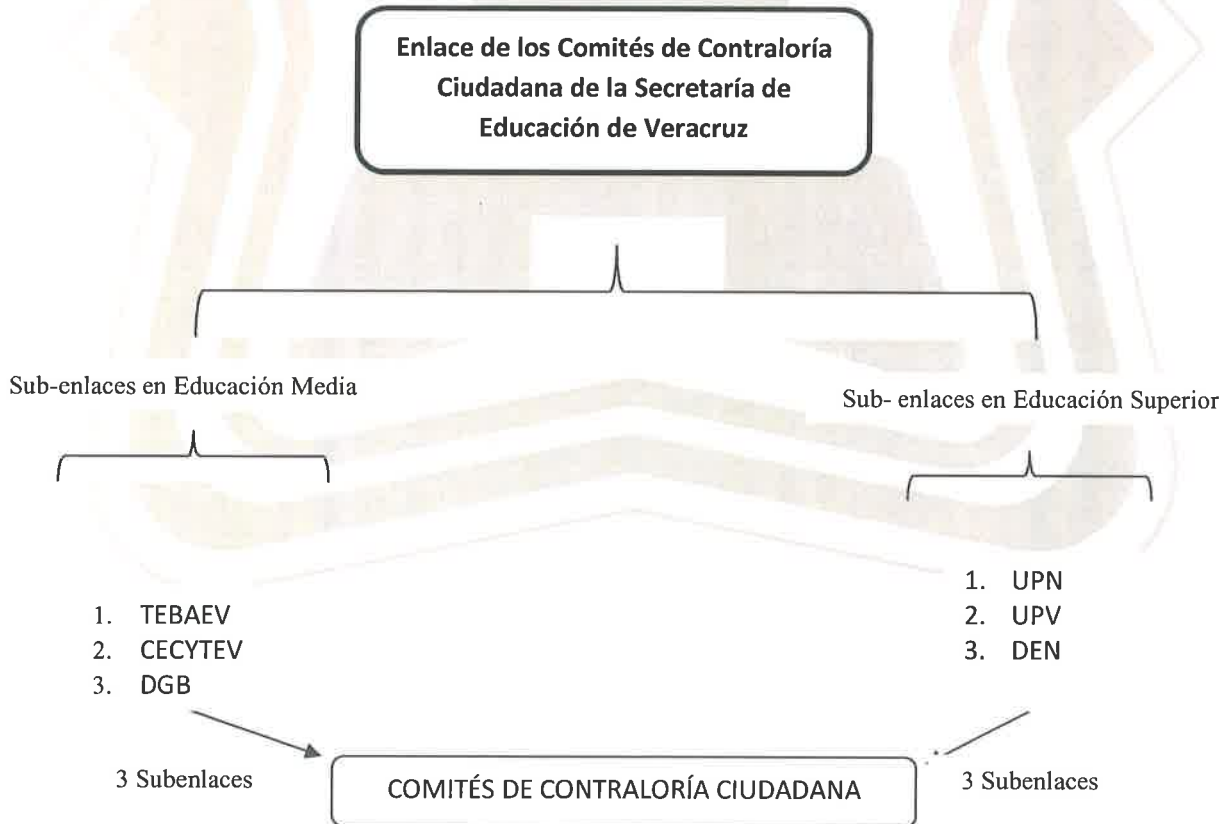 Enlace de los Comités de Contraloría
Ciudadana de la Secretaría de
Educación de Veracruz
Sub-enlaces en Educación Media
Sub- enlaces en Educación Superior
1. TEBAEV
2. CECYTEV
3. DGB
1. UPN
2. UPV
3. DEN
3 Subenlaces
COMITÉS DE CONTRALORÍA CIUDADANA
3 Subenlaces